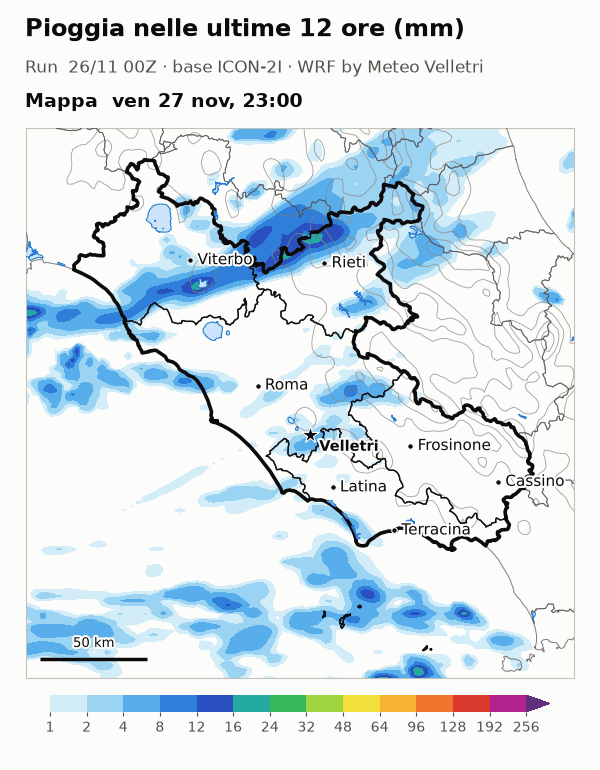 Pioggia nelle ultime 12 ore (mm)
Run  26/11 00Z · base ICON-2I · WRF by Meteo Velletri
Mappa  ven 27 nov, 23:00
Viterbo
Rieti
Roma
Velletri
Frosinone
Cassino
Latina
Terracina
50 km
1 2 4 8 12 16 24 32 48 64 96 128 192 256